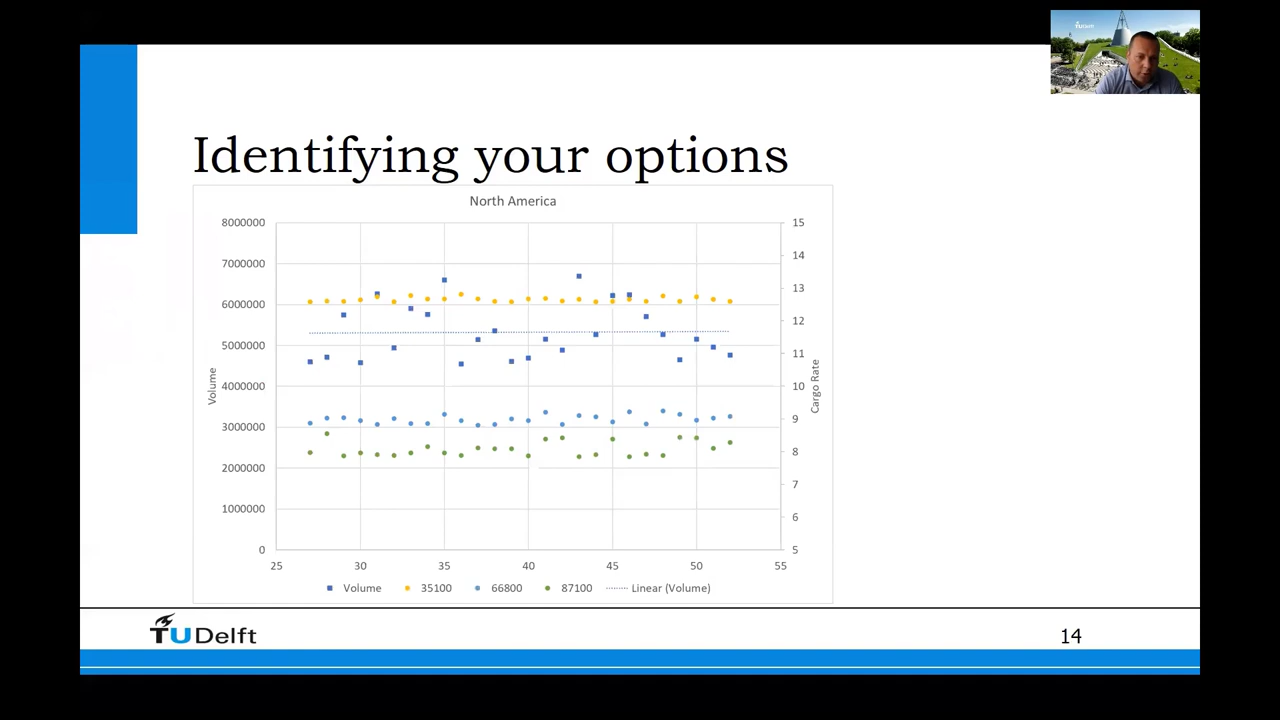 TUDelft
Identifying your options
North America
8000000
7000000
6000000
5000000
4000000
3000000
2000000
1000000
0
Volume
15
14
13
12
11
10
9
8
7
6
5
Cargo Rate
25 30 35 40 45 50 55
Volume 35100 66800 87100 Linear (Volume)
TUDelft
14